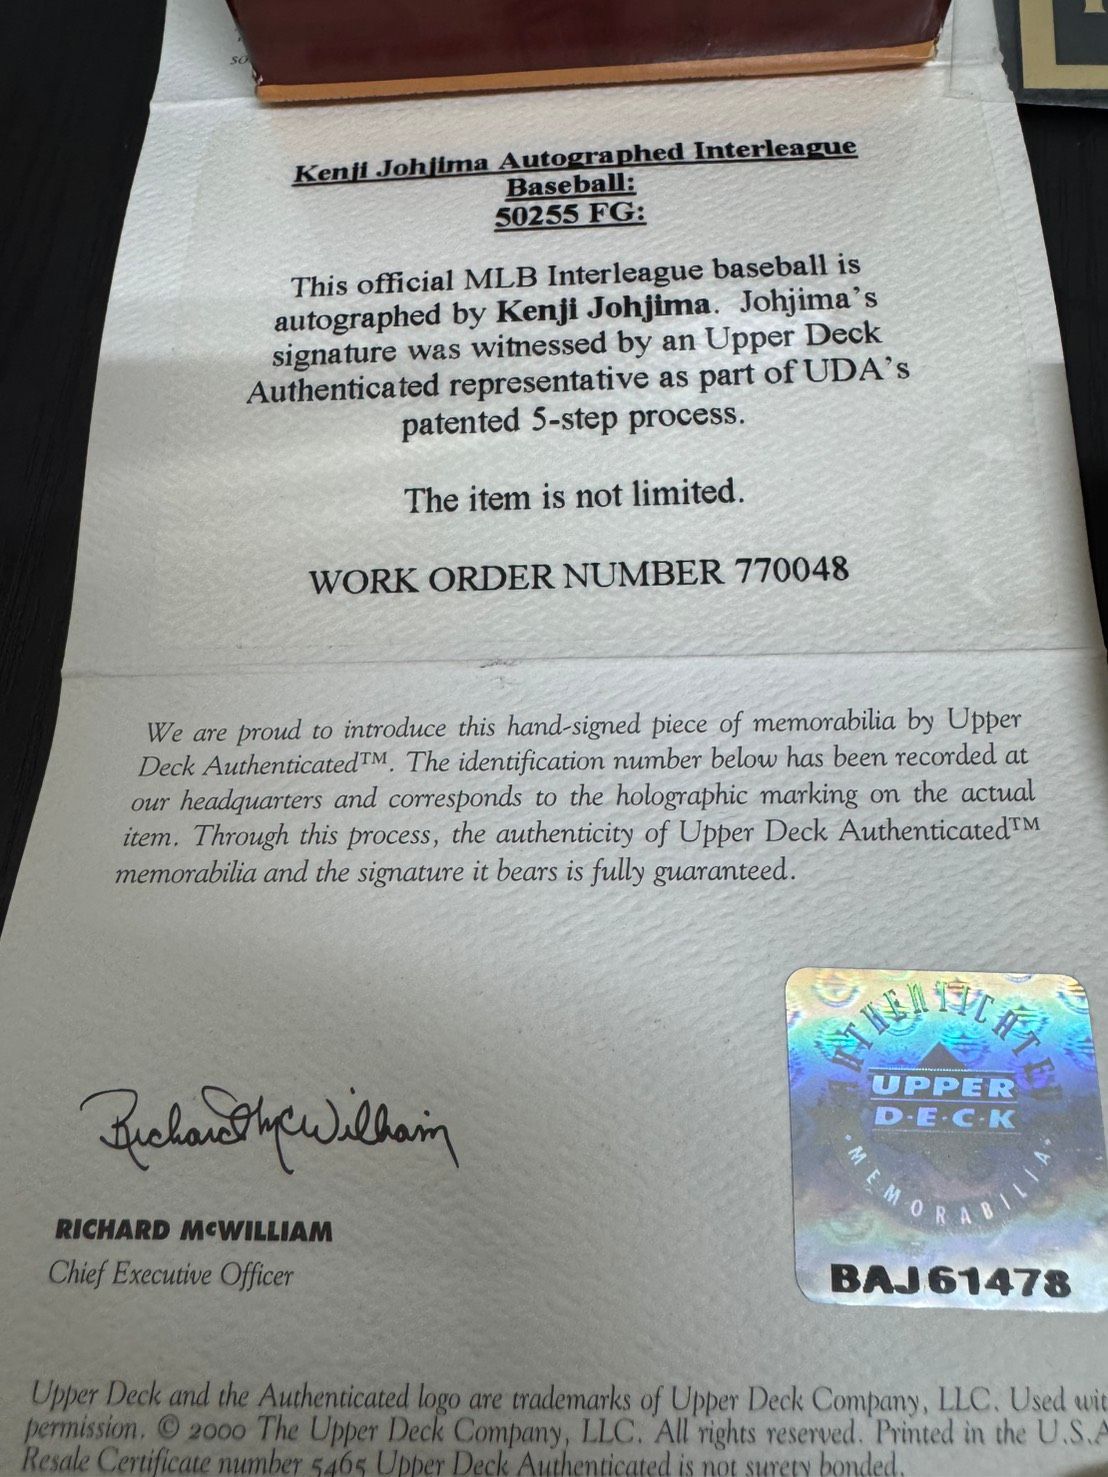 so
Kenji Johjima Autographed Interleague
Baseball:
50255 FG:
This official MLB Interleague baseball is
autographed by Kenji Johjima. Johjima's
signature was witnessed by an Upper Deck
Authenticated representative as part of UDA's
patented 5-step process.
The item is not limited.
WORK ORDER NUMBER 770048
We are proud to introduce this hand-signed piece of memorabilia by Upper
Deck Authenticated™. The identification number below has been recorded at
our headquarters and corresponds to the holographic marking on the actual
item. Through this process, the authenticity of Upper Deck Authenticated™
memorabilia and the signature it bears is fully guaranteed.
AUTHENTICATED
UPPER
D·E·C·K
·MEMORABILIA·
BAJ61478
Richard McWilliam
RICHARD McWILLIAM
Chief Executive Officer
Upper Deck and the Authenticated logo are trademarks of Upper Deck Company, LLC. Used wit
permission. © 2000 The Upper Deck Company, LLC. All rights reserved. Printed in the U.S.A
Resale Certificate number 5465 Upper Deck Authenticated is not surety bonded.